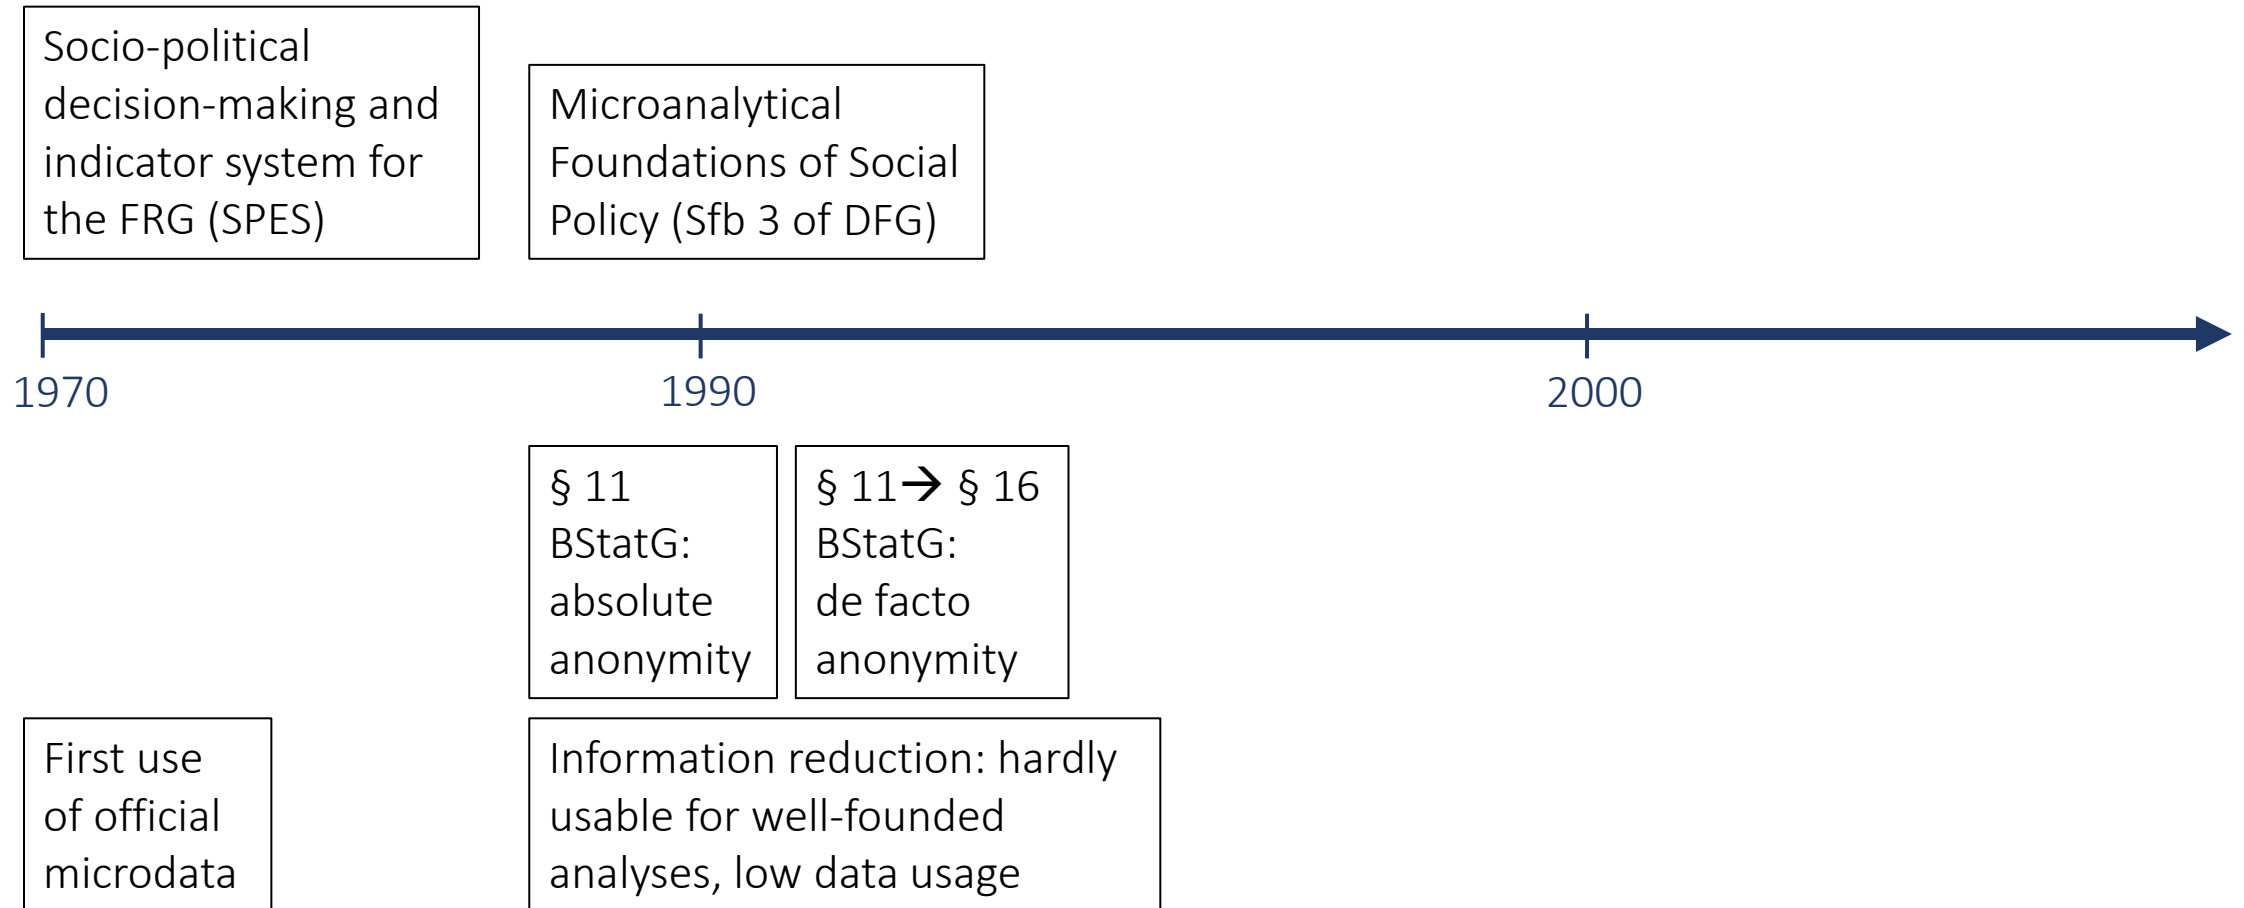 Socio-political
decision-making and
indicator system for
the FRG (SPES)
Microanalytical
Foundations of Social
Policy (Sfb 3 of DFG)
1970
1990
2000
§ 11
BStatG:
absolute
anonymity
§ 11→ § 16
BStatG:
de facto
anonymity
First use
of official
microdata
Information reduction: hardly
usable for well-founded
analyses, low data usage